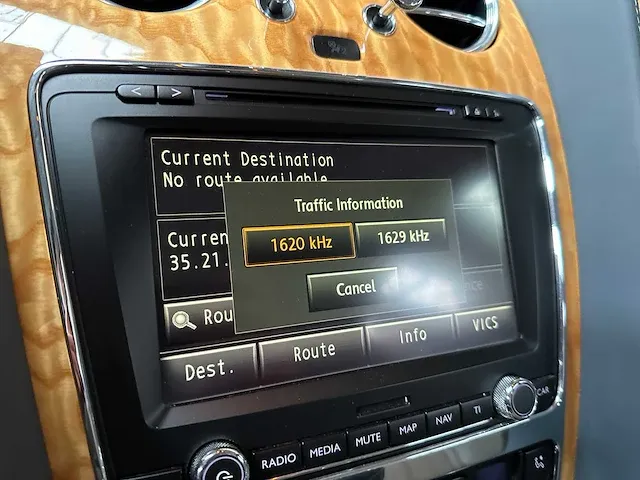 < >
Current Destination
No route available
Traffic Information
1620 kHz 1629 kHz
Curren
35.21.
Cancel
Rou
Dest. Route Info VICS
RADIO MEDIA MUTE MAP NAV TI CAR